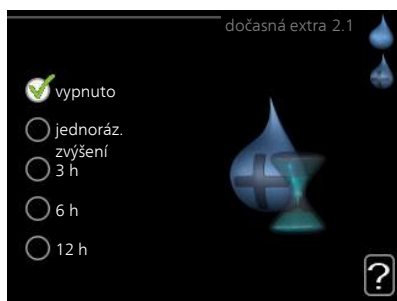 dočasná extra 2.1
vypnuto
jednoráz.
zvýšení
3 h
6 h
12 h
?